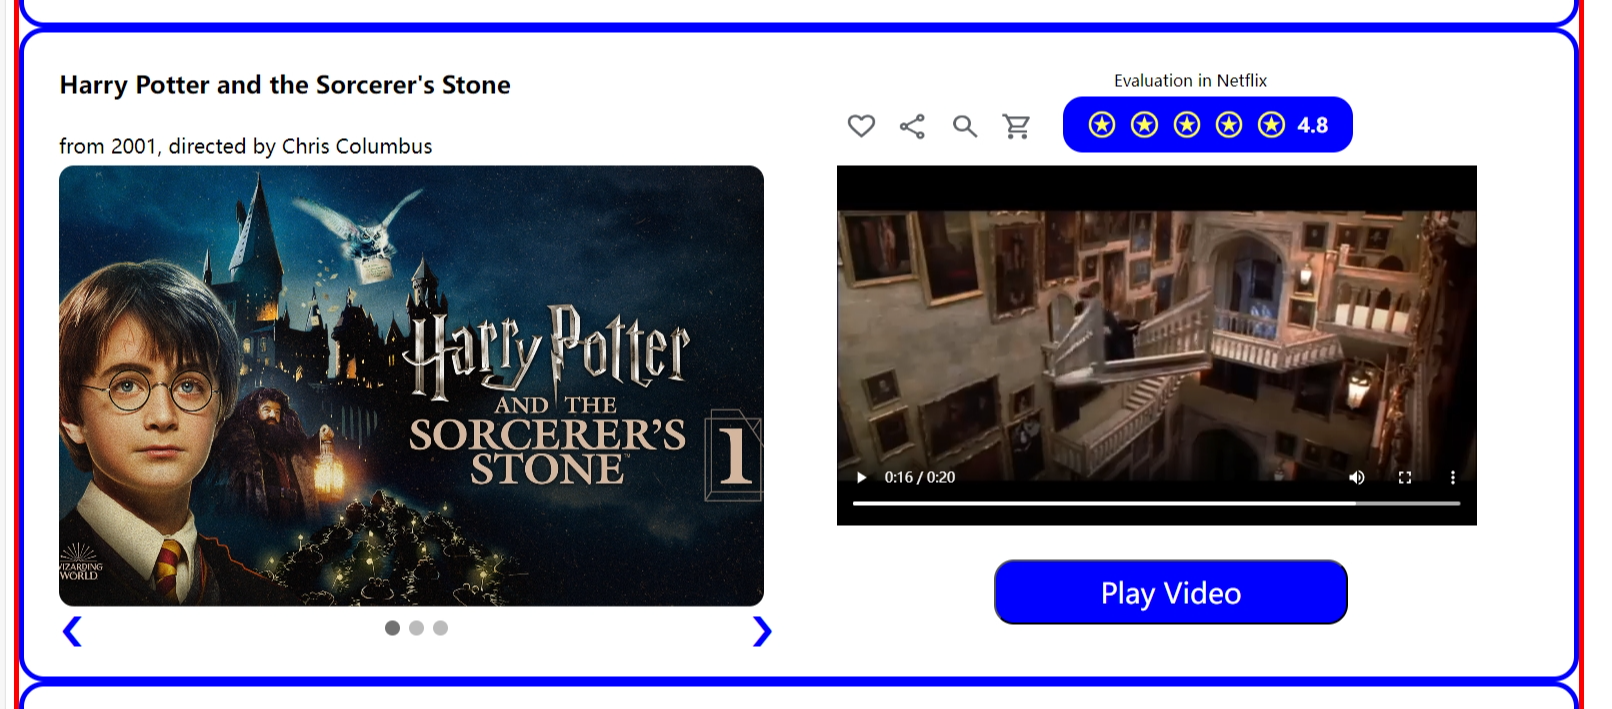 Harry Potter and the Sorcerer's Stone
from 2001, directed by Chris Columbus
Harry Potter
AND THE
SORCERER'S
STONE™
1
WIZARDING
WORLD
Evaluation in Netflix
4.8
0:16 / 0:20
Play Video